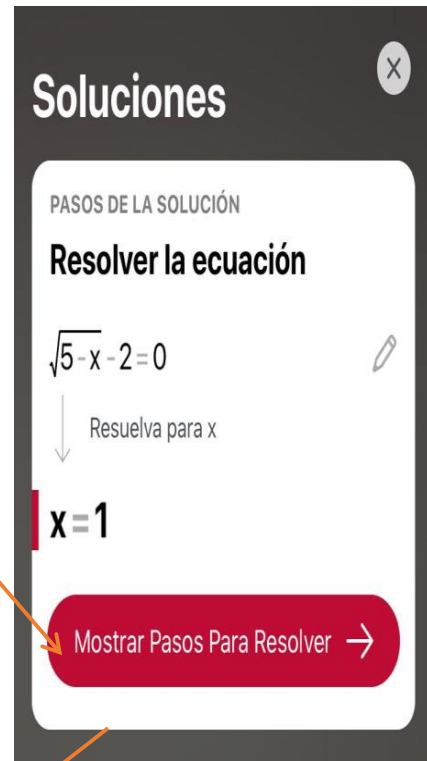 Soluciones
PASOS DE LA SOLUCIÓN
Resolver la ecuación
√5-x - 2 = 0
Resuelva para x
x = 1
Mostrar Pasos Para Resolver →